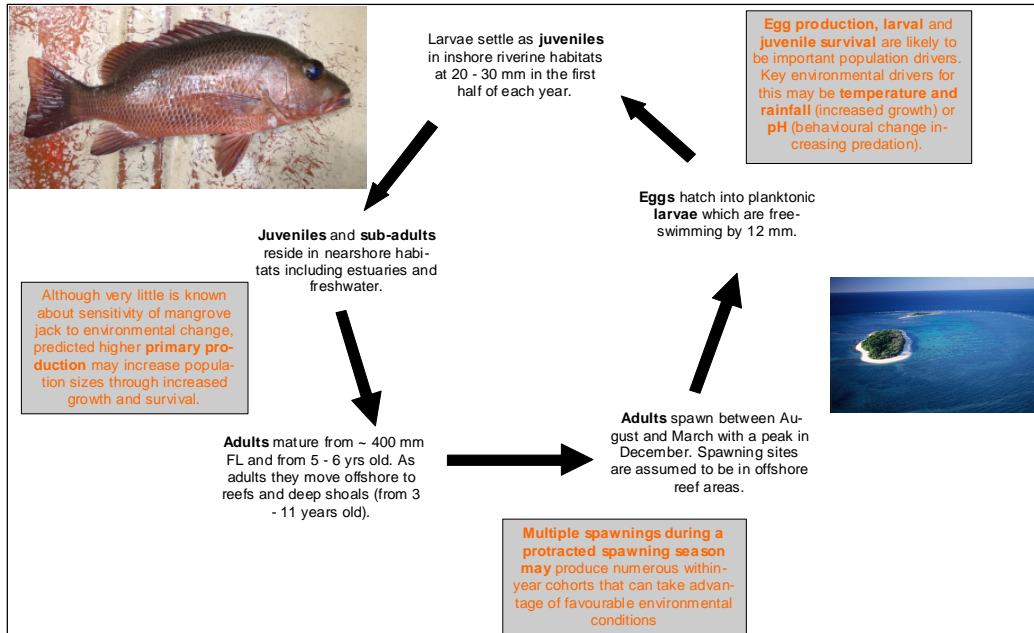 Larvae settle as juveniles
in inshore riverine habitats
at 20 - 30 mm in the first
half of each year.
Egg production, larval and
juvenile survival are likely to
be important population drivers.
Key environmental drivers for
this may be temperature and
rainfall (increased growth) or
pH (behavioural change in-
creasing predation).
Eggs hatch into planktonic
larvae which are free-
swimming by 12 mm.
Juveniles and sub-adults
reside in nearshore habi-
tats including estuaries and
freshwater.
Although very little is known
about sensitivity of mangrove
jack to environmental change,
predicted higher primary pro-
duction may increase popula-
tion sizes through increased
growth and survival.
Adults mature from ~ 400 mm
FL and from 5 - 6 yrs old. As
adults they move offshore to
reefs and deep shoals (from 3
- 11 years old).
Adults spawn between Au-
gust and March with a peak in
December. Spawning sites
are assumed to be in offshore
reef areas.
Multiple spawnings during a
protracted spawning season
may produce numerous within-
year cohorts that can take advan-
tage of favourable environmental
conditions